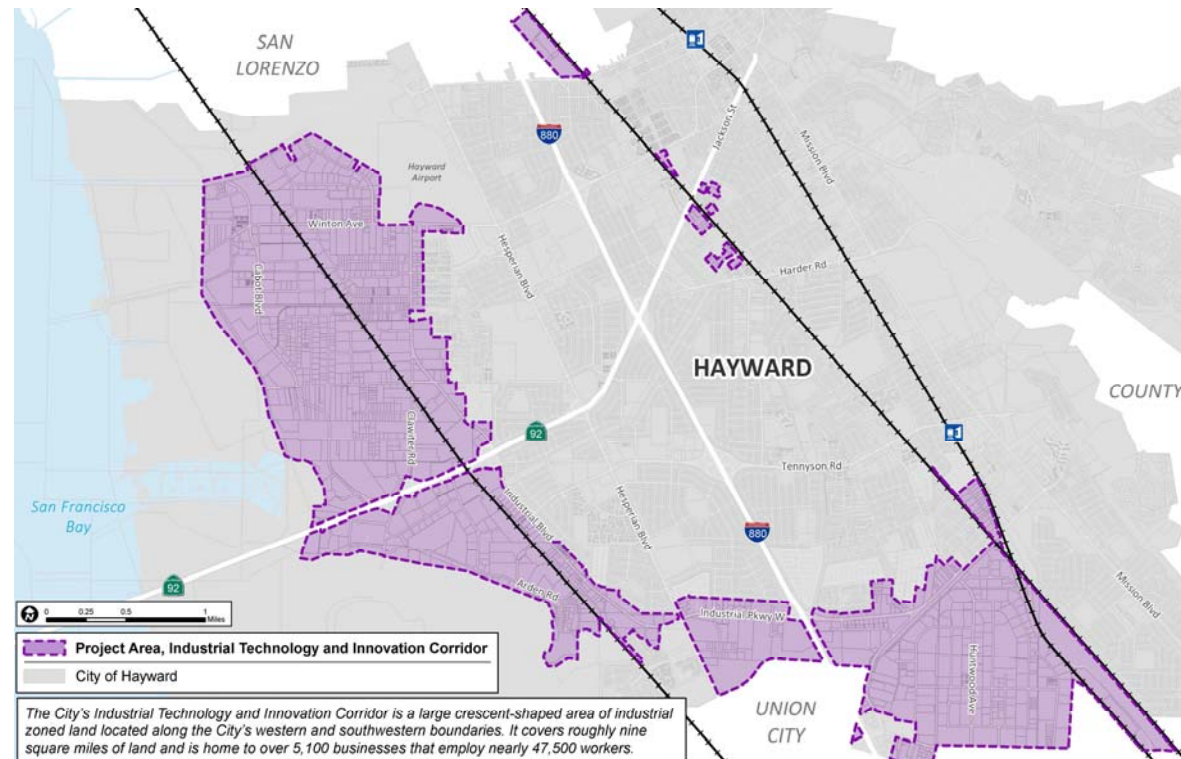 SAN
LORENZO
880
Jackson St
Mission Blvd
Hayward
Airport
Winton Ave
Hesperian Blvd
Cabot Blvd
Harder Rd
HAYWARD
COUNTY
92
Clawiter Rd
Tennyson Rd
San Francisco
Bay
Industrial Blvd
Hesperian Blvd
880
92
Arden Rd
Industrial Pkwy W
Mission Blvd
Huntwood Ave
N
0 0.25 0.5 1
Miles
Project Area, Industrial Technology and Innovation Corridor
City of Hayward
UNION
CITY
The City's Industrial Technology and Innovation Corridor is a large crescent-shaped area of industrial
zoned land located along the City's western and southwestern boundaries. It covers roughly nine
square miles of land and is home to over 5,100 businesses that employ nearly 47,500 workers.